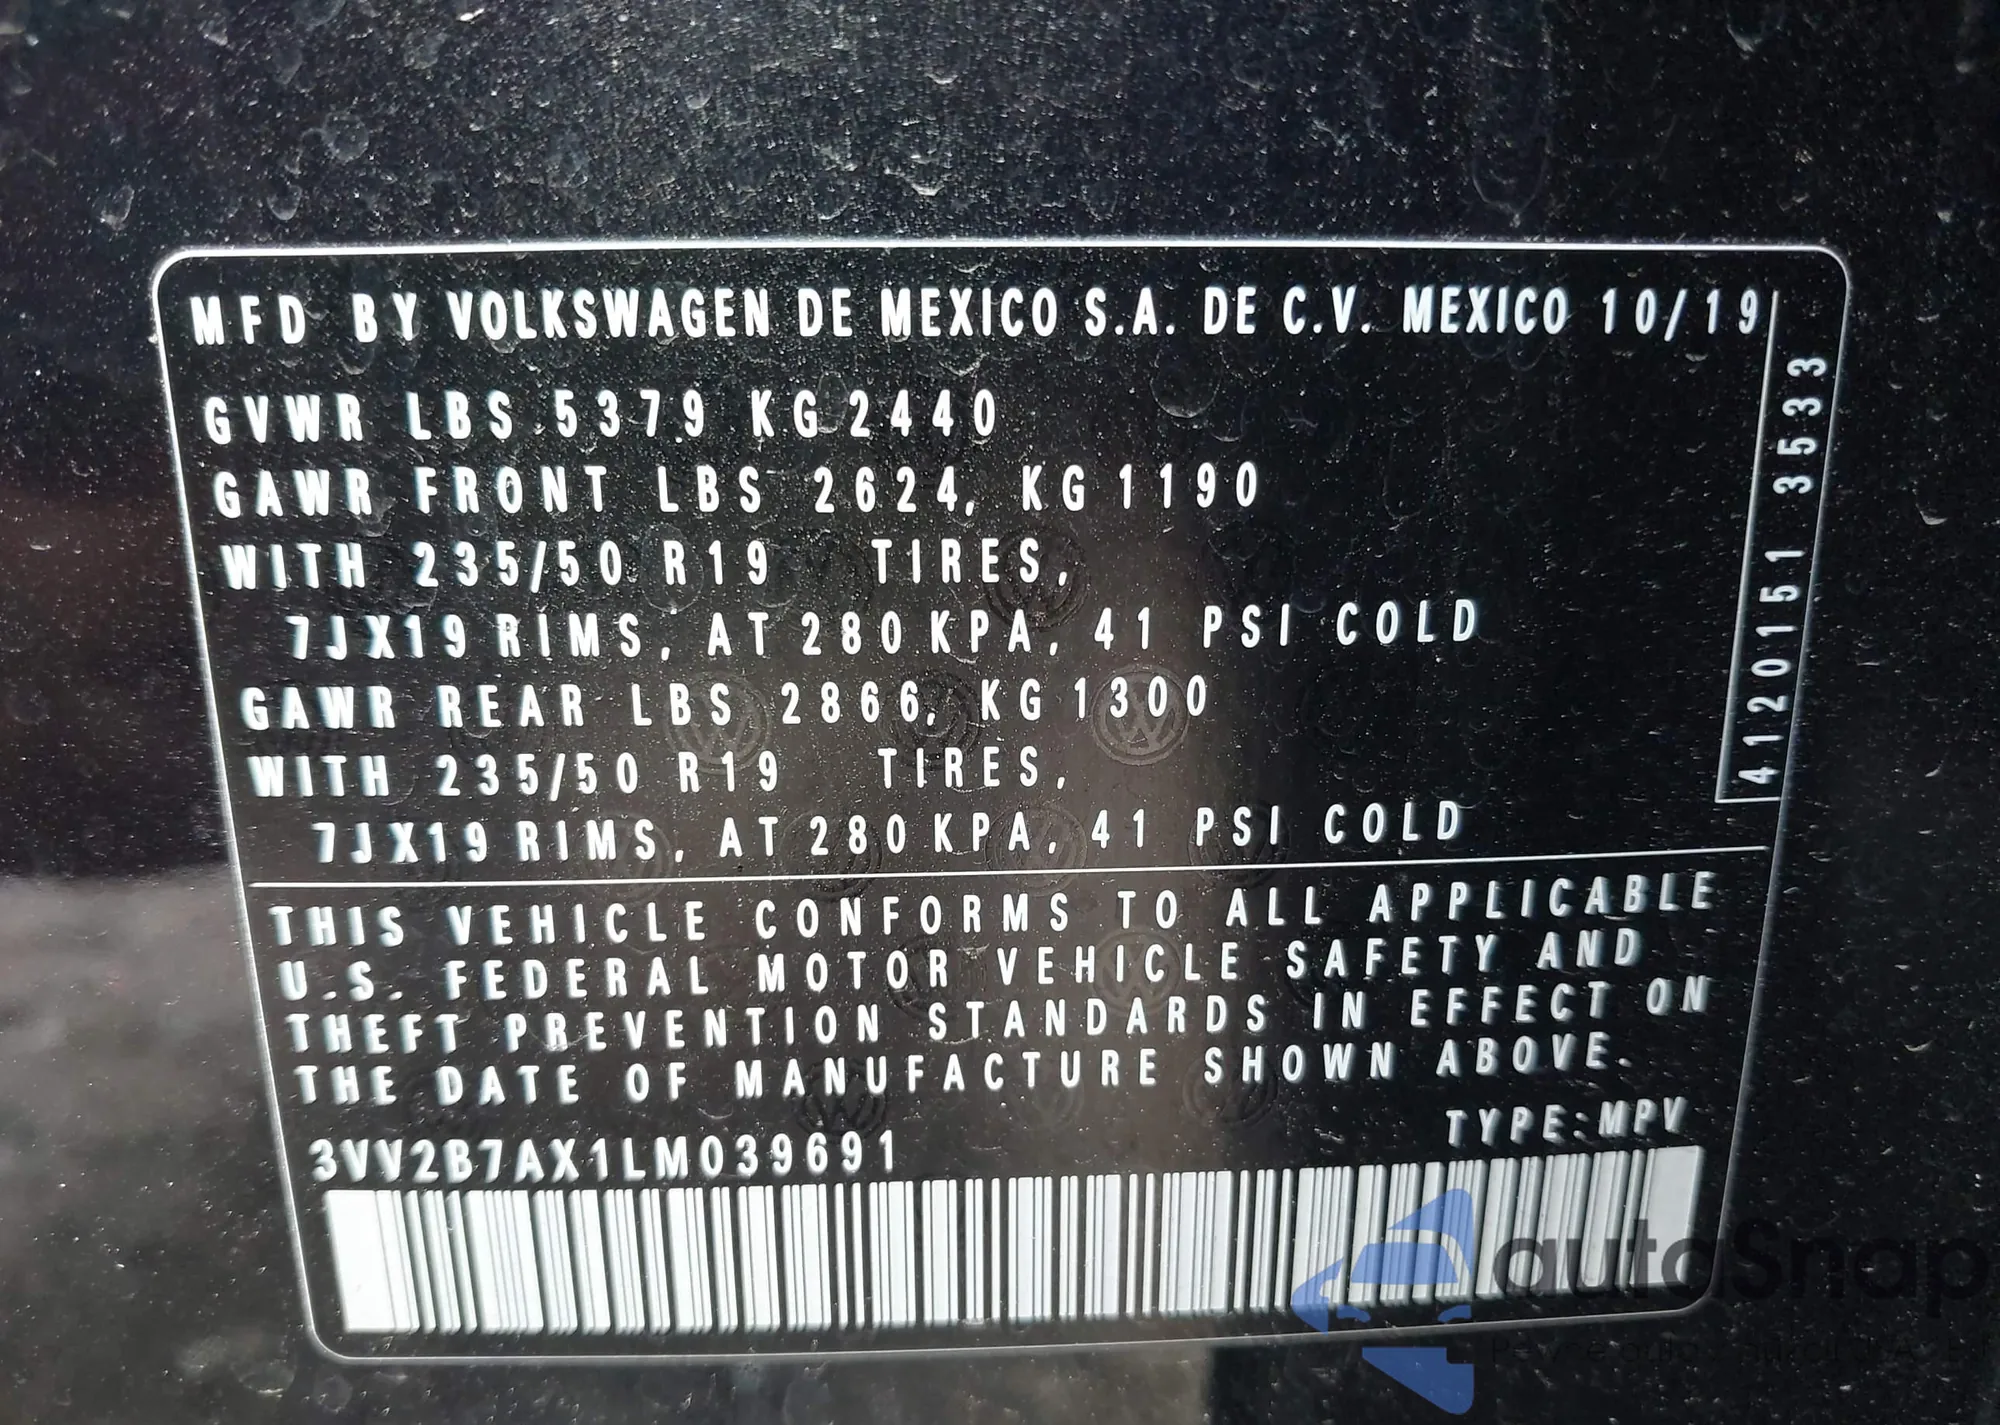 MFD BY VOLKSWAGEN DE MEXICO S.A. DE C.V. MEXICO 10/19
GVWR LBS 5379 KG 2440
GAWR FRONT LBS 2624, KG 1190
WITH 235/50 R19 TIRES,
7JX19 RIMS, AT 280 KPA, 41 PSI COLD
GAWR REAR LBS 2866, KG 1300
WITH 235/50 R19 TIRES,
7JX19 RIMS, AT 280 KPA, 41 PSI COLD
4120151 3533
THIS VEHICLE CONFORMS TO ALL APPLICABLE
U.S. FEDERAL MOTOR VEHICLE SAFETY AND
THEFT PREVENTION STANDARDS IN EFFECT ON
THE DATE OF MANUFACTURE SHOWN ABOVE.
TYPE:MPV
3VV2B7AX1LM039691
autoSnap